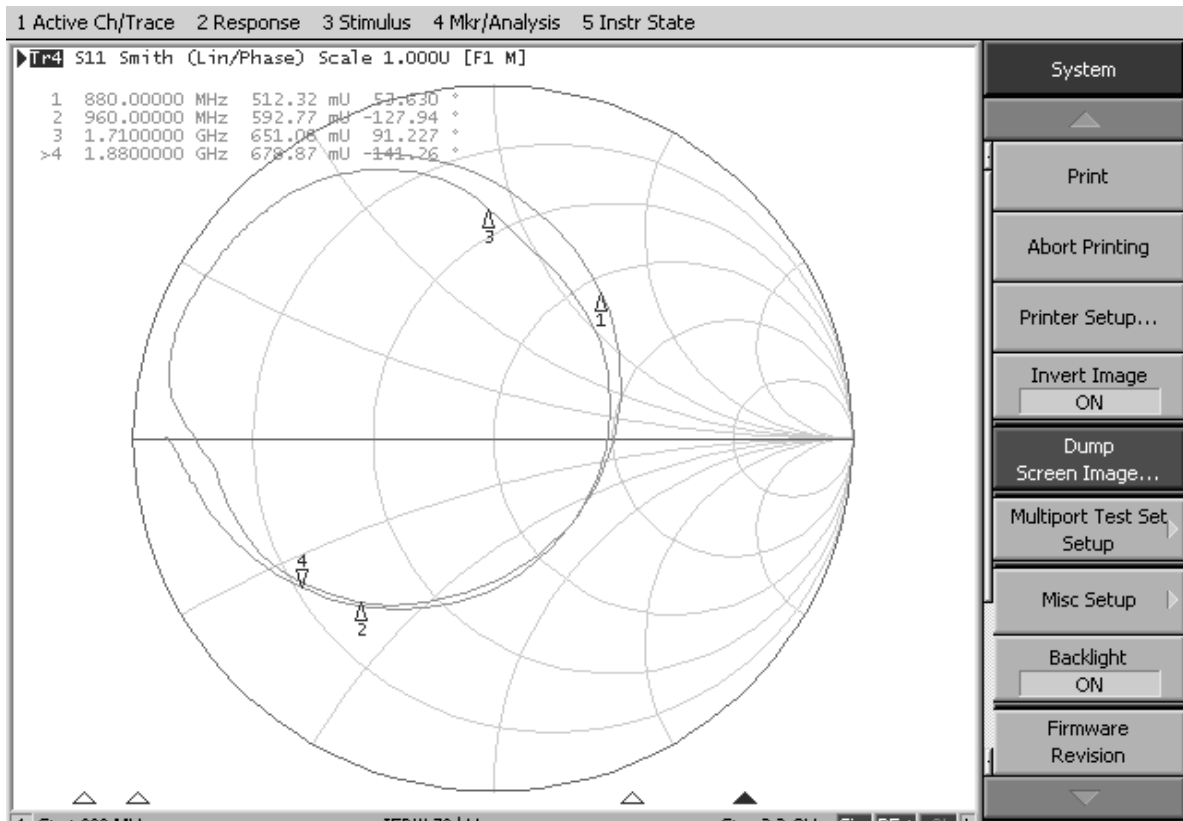 1 Active Ch/Trace 2 Response 3 Stimulus 4 Mkr/Analysis 5 Instr State
Tr4 S11 Smith (Lin/Phase) Scale 1.000U [F1 M]
1 880.00000 MHz 512.32 mU 53.630 °
2 960.00000 MHz 592.77 mU -127.94 °
3 1.7100000 GHz 651.08 mU 91.227 °
>4 1.8800000 GHz 678.87 mU -141.26 °
3
1
4
2
System
Print
Abort Printing
Printer Setup...
Invert Image
ON
Dump
Screen Image...
Multiport Test Set
Setup
Misc Setup
Backlight
ON
Firmware
Revision